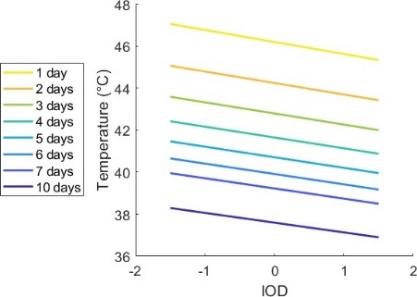 1 day
2 days
3 days
4 days
5 days
6 days
7 days
10 days
Temperature (°C)
48
46
44
42
40
38
36
-2
-1
0
1
2
IOD